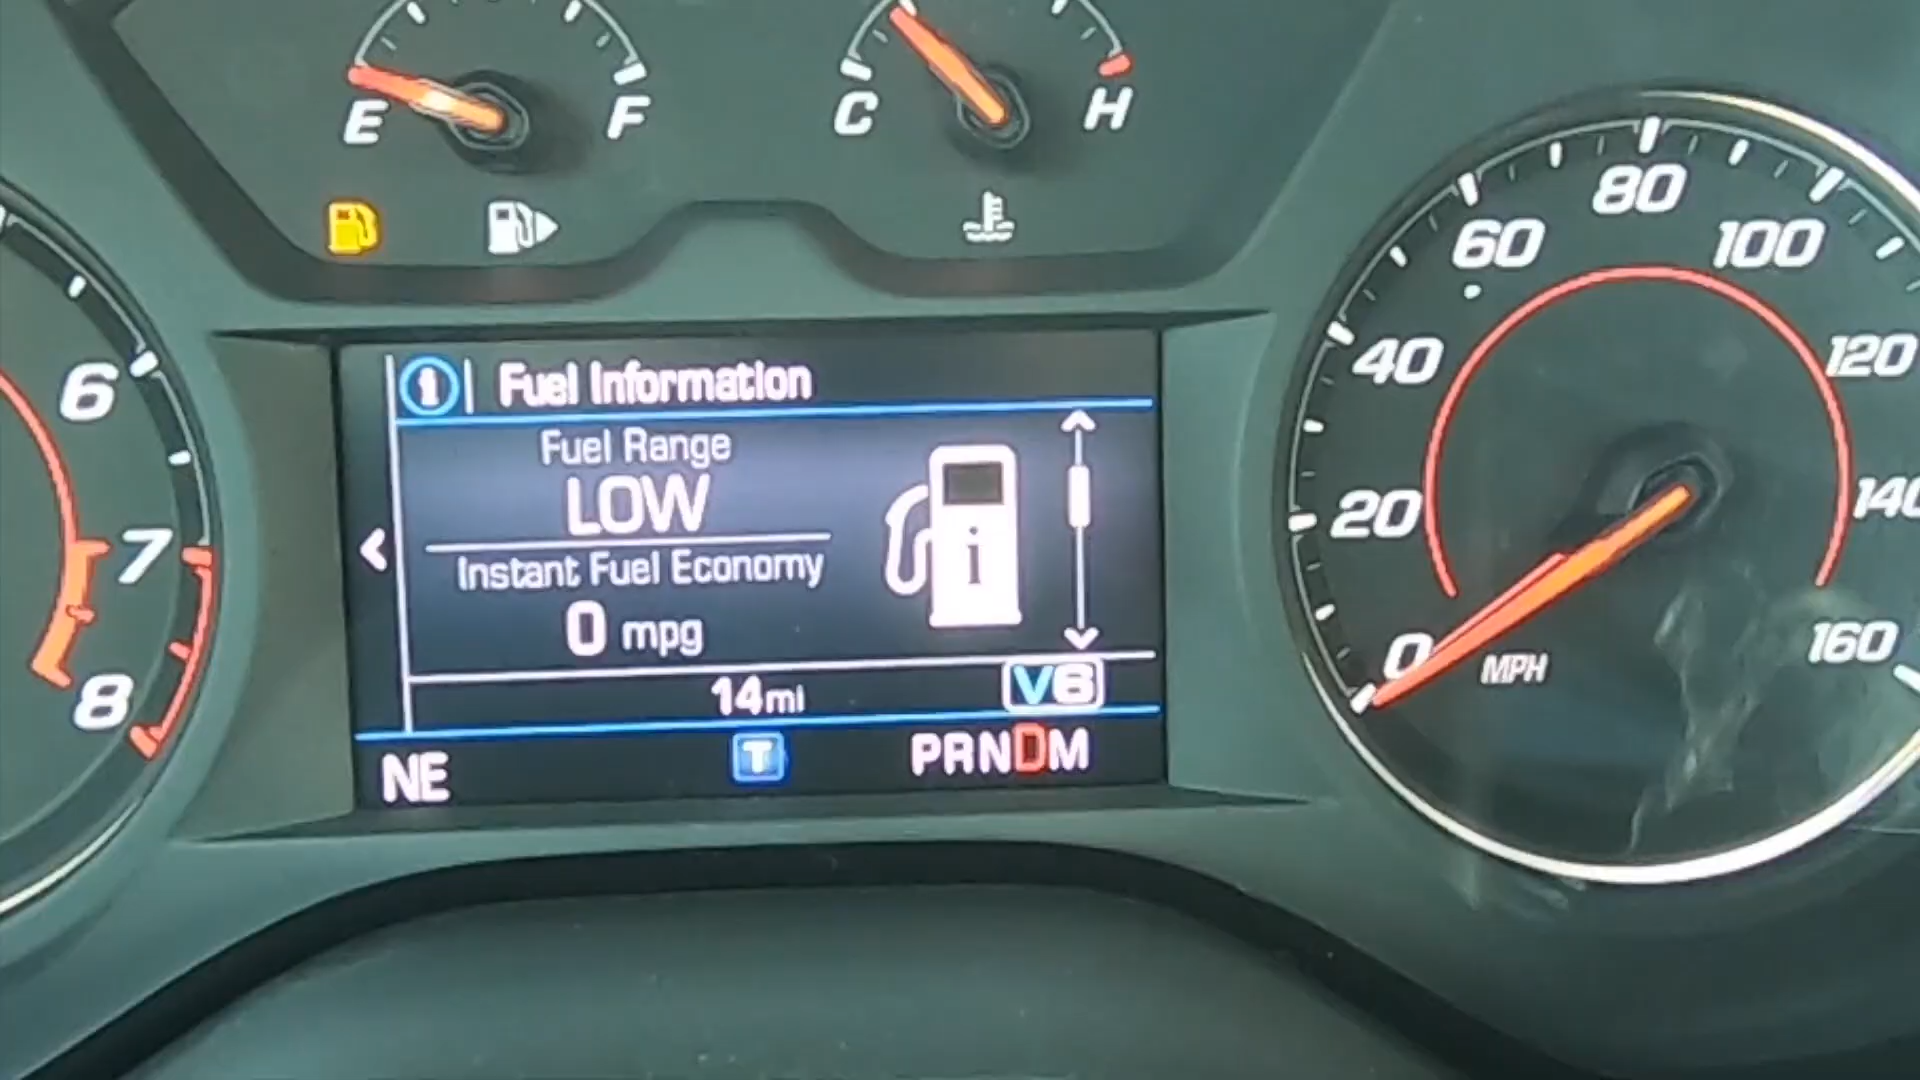 E F
C H
6
7
8
Fuel Information
Fuel Range
LOW
Instant Fuel Economy
0 mpg
14mi
V6
NE
T
PRNDM
0
20
40
60
80
100
120
140
160
MPH